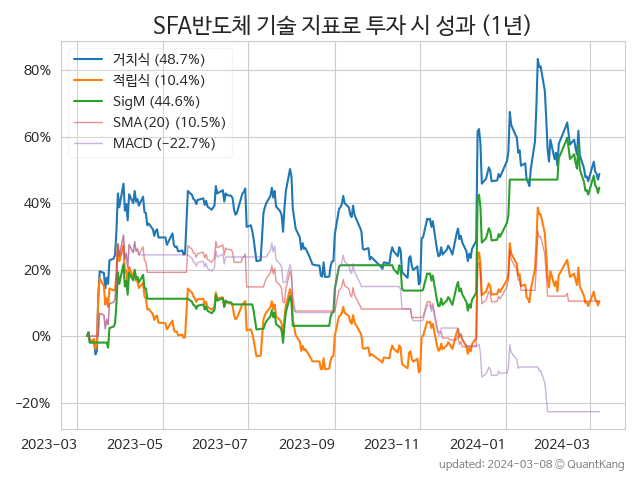 SFA반도체 기술 지표로 투자 시 성과 (1년)
거치식 (48.7%)
적립식 (10.4%)
SigM (44.6%)
SMA(20) (10.5%)
MACD (−22.7%)
80%
60%
40%
20%
0%
−20%
2023−03 2023−05 2023−07 2023−09 2023−11 2024−01 2024−03
updated: 2024−03−08 © QuantKang